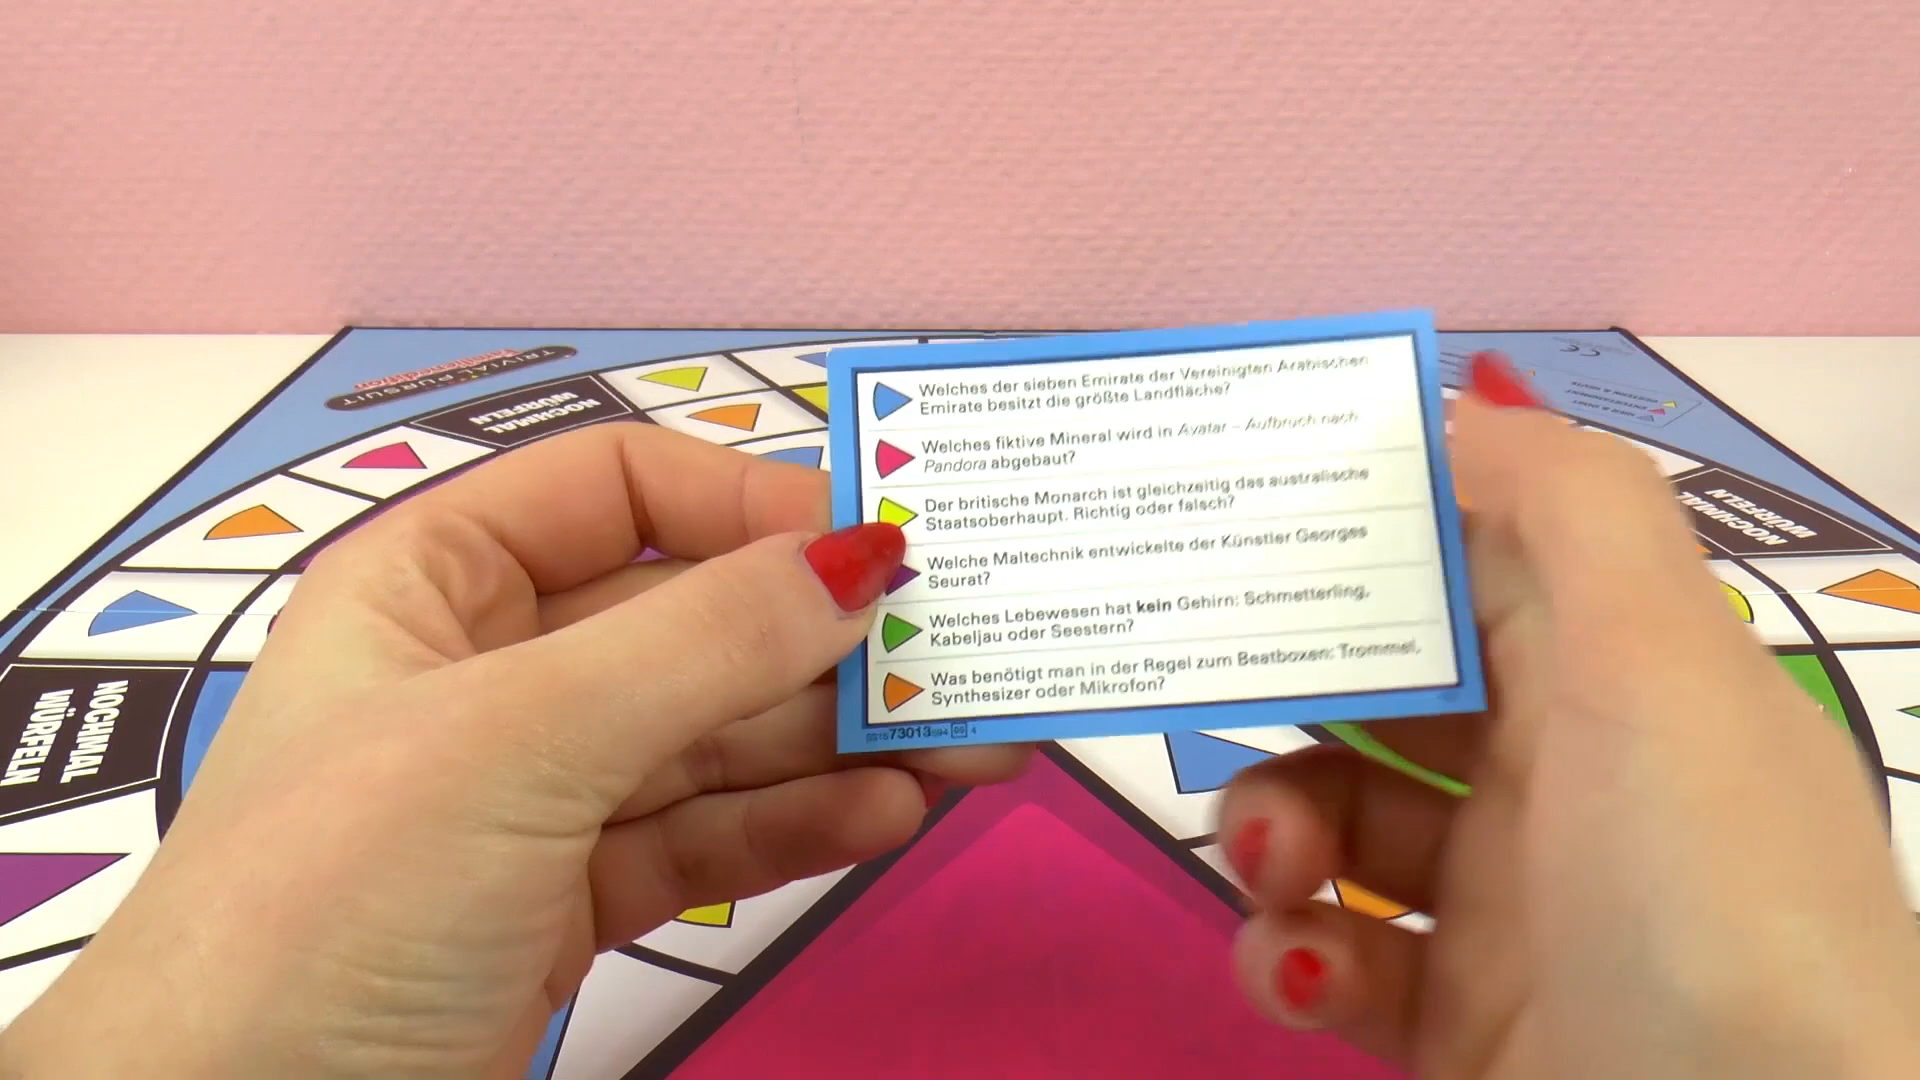 TRIVIAL PURSUIT
Familienedition
NOCHMAL
WÜRFELN
Welches der sieben Emirate der Vereinigten Arabischen
Emirate besitzt die größte Landfläche?
Welches fiktive Mineral wird in Avatar – Aufbruch nach
Pandora abgebaut?
Der britische Monarch ist gleichzeitig das australische
Staatsoberhaupt. Richtig oder falsch?
Welche Maltechnik entwickelte der Künstler Georges
Seurat?
Welches Lebewesen hat kein Gehirn: Schmetterling,
Kabeljau oder Seestern?
Was benötigt man in der Regel zum Beatboxen: Trommel,
Synthesizer oder Mikrofon?
73013
CE
NOCHMAL
WÜRFELN
NOCHMAL
WÜRFELN